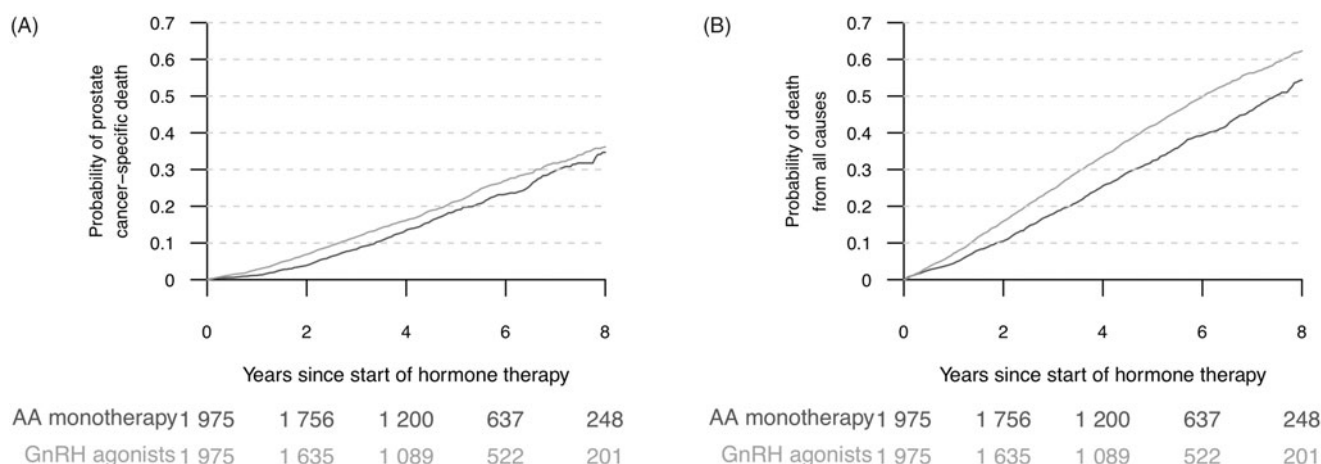 (A)
Probability of prostate
cancer–specific death
0.7
0.6
0.5
0.4
0.3
0.2
0.1
0
0 2 4 6 8
Years since start of hormone therapy
AA monotherapy 1 975 1 756 1 200 637 248
GnRH agonists 1 975 1 635 1 089 522 201
(B)
Probability of death
from all causes
0.7
0.6
0.5
0.4
0.3
0.2
0.1
0
0 2 4 6 8
Years since start of hormone therapy
AA monotherapy 1 975 1 756 1 200 637 248
GnRH agonists 1 975 1 635 1 089 522 201